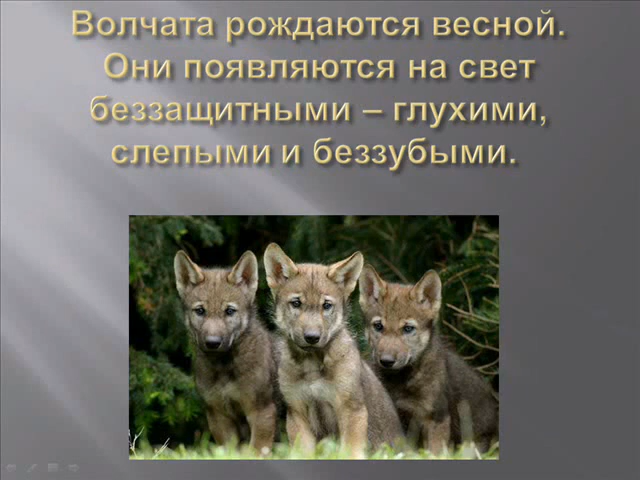 Волчата рождаются весной.
Они появляются на свет
беззащитными – глухими,
слепыми и беззубыми.